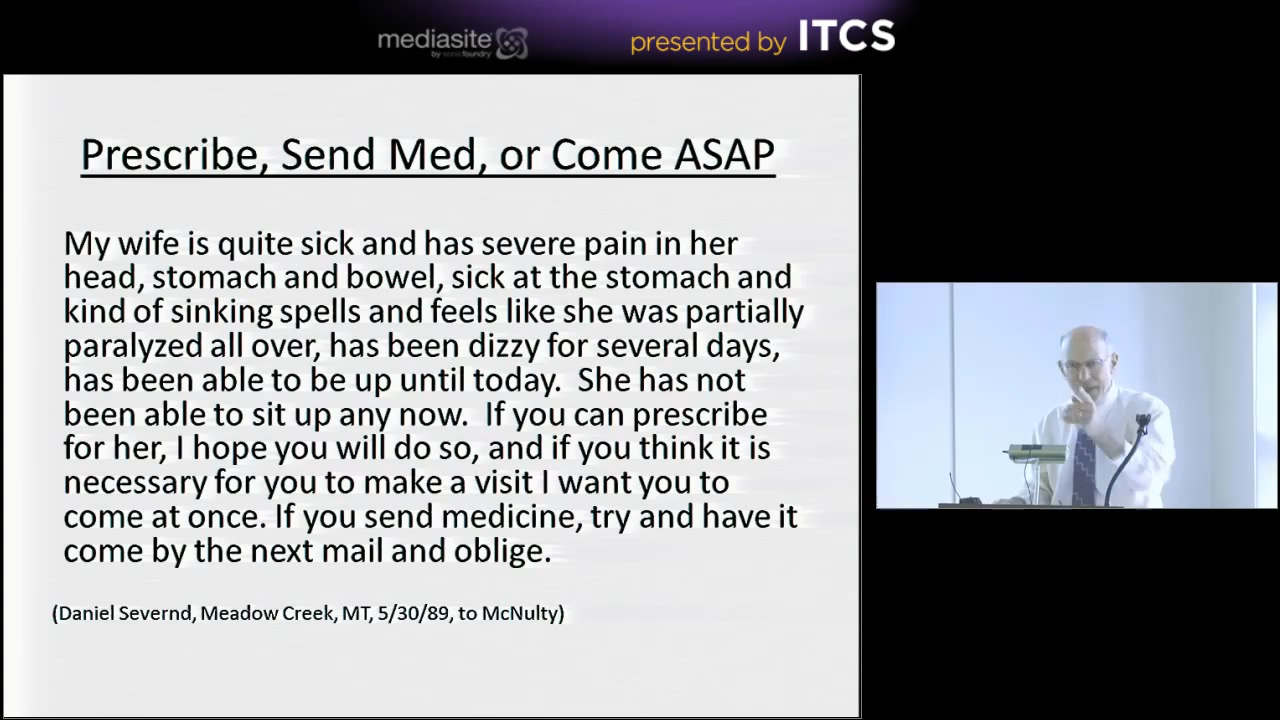 mediasite
by sonicfoundry
presented by ITCS
Prescribe, Send Med, or Come ASAP
My wife is quite sick and has severe pain in her
head, stomach and bowel, sick at the stomach and
kind of sinking spells and feels like she was partially
paralyzed all over, has been dizzy for several days,
has been able to be up until today.  She has not
been able to sit up any now.  If you can prescribe
for her, I hope you will do so, and if you think it is
necessary for you to make a visit I want you to
come at once. If you send medicine, try and have it
come by the next mail and oblige.
(Daniel Severnd, Meadow Creek, MT, 5/30/89, to McNulty)